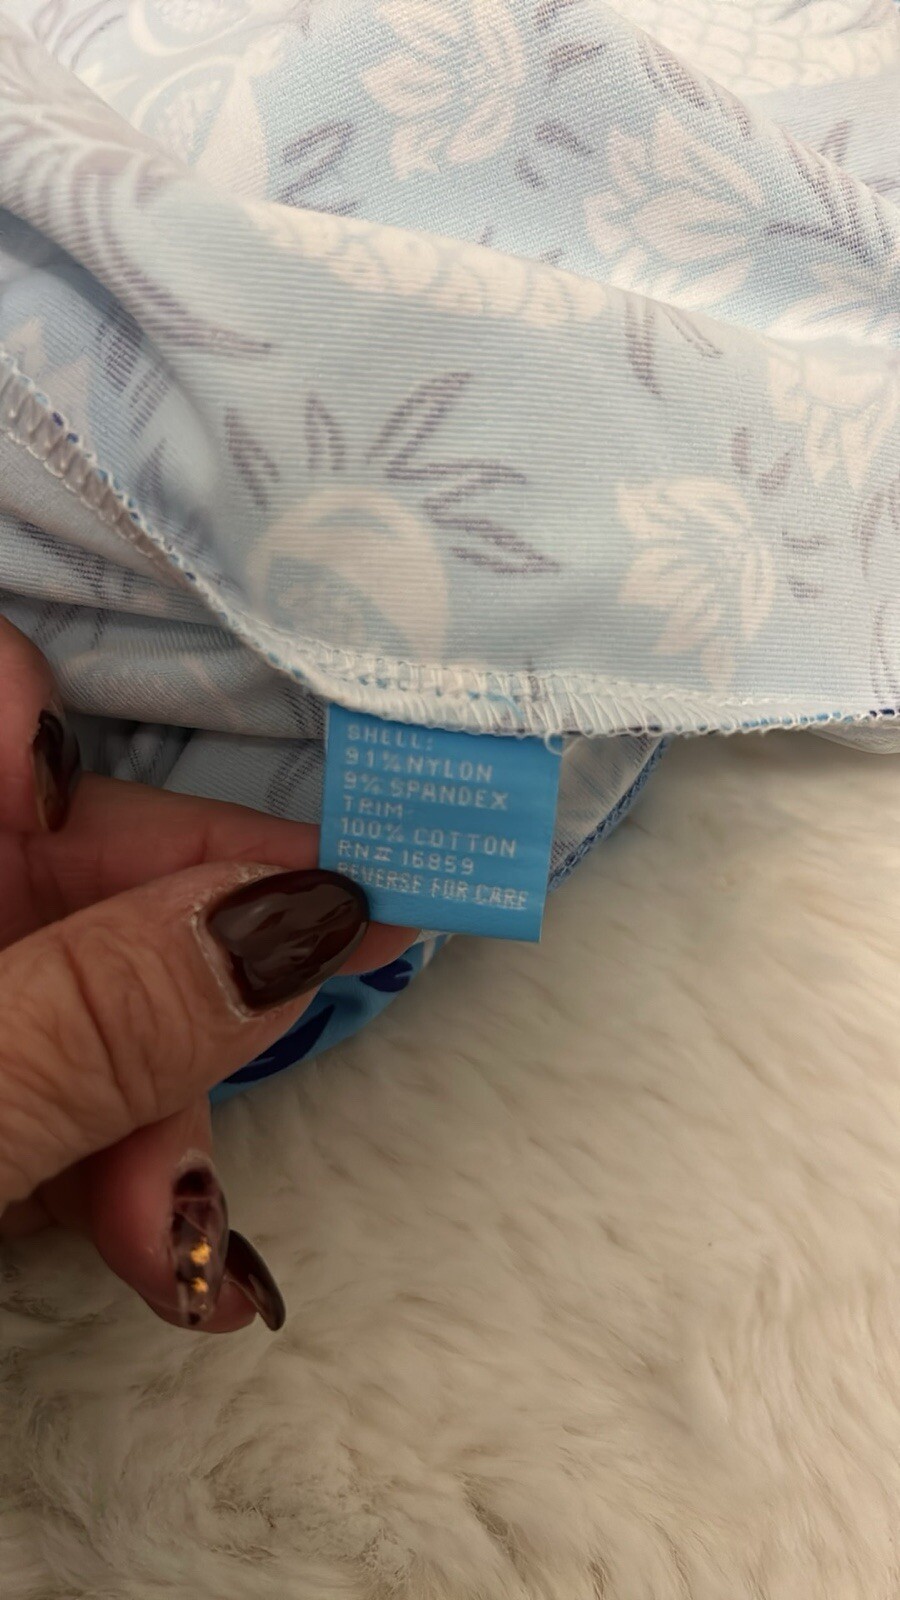 SHELL:
91% NYLON
9% SPANDEX
TRIM:
100% COTTON
RN# 16859
REVERSE FOR CARE